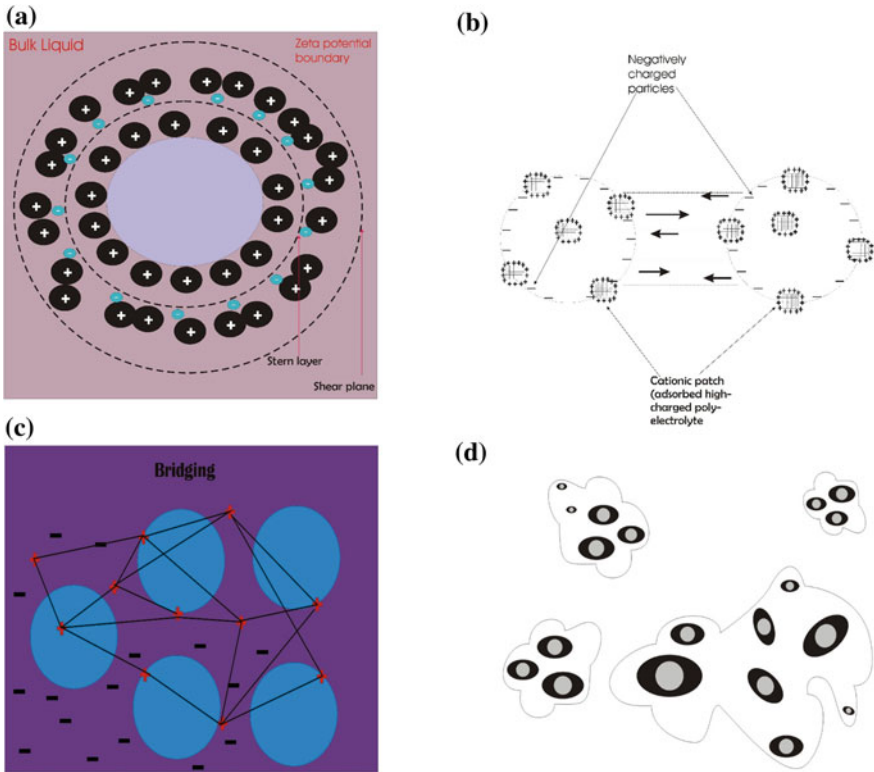 (a)
Bulk Liquid
Zeta potential
boundary
Stern layer
Shear plane
(b)
Negatively
charged
particles
Cationic patch
(adsorbed high-
charged poly-
electrolyte
(c)
Bridging
(d)